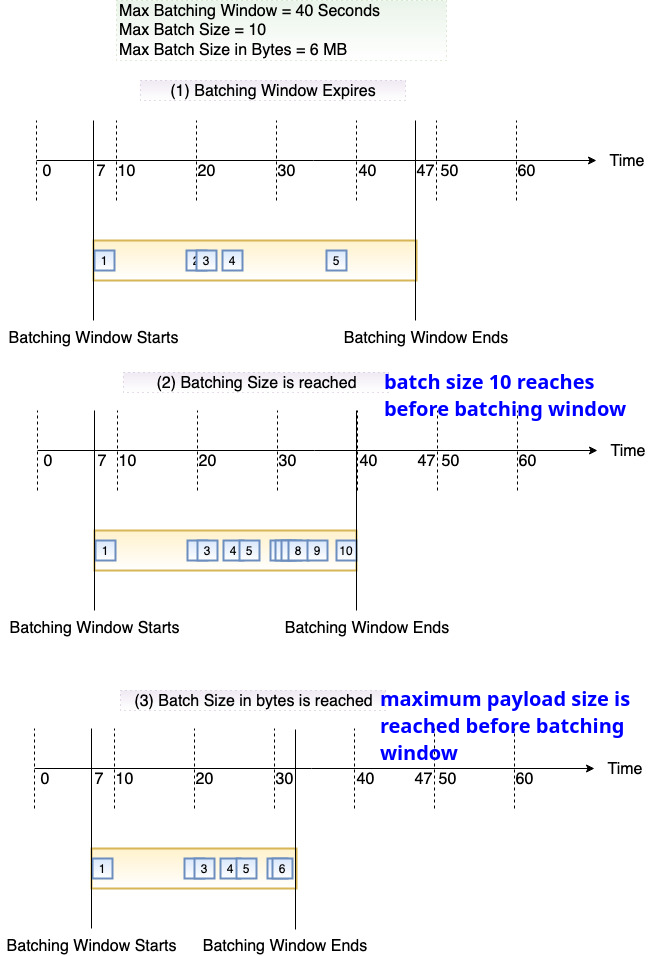 Max Batching Window = 40 Seconds
Max Batch Size = 10
Max Batch Size in Bytes = 6 MB
(1) Batching Window Expires
0 7 10 20 30 40 47 50 60 Time
1 2 3 4 5
Batching Window Starts Batching Window Ends
(2) Batching Size is reached batch size 10 reaches
before batching window
0 7 10 20 30 40 47 50 60 Time
1 3 4 5 8 9 10
Batching Window Starts Batching Window Ends
(3) Batch Size in bytes is reached maximum payload size is
reached before batching
window
0 7 10 20 30 40 47 50 60 Time
1 3 4 5 6
Batching Window Starts Batching Window Ends